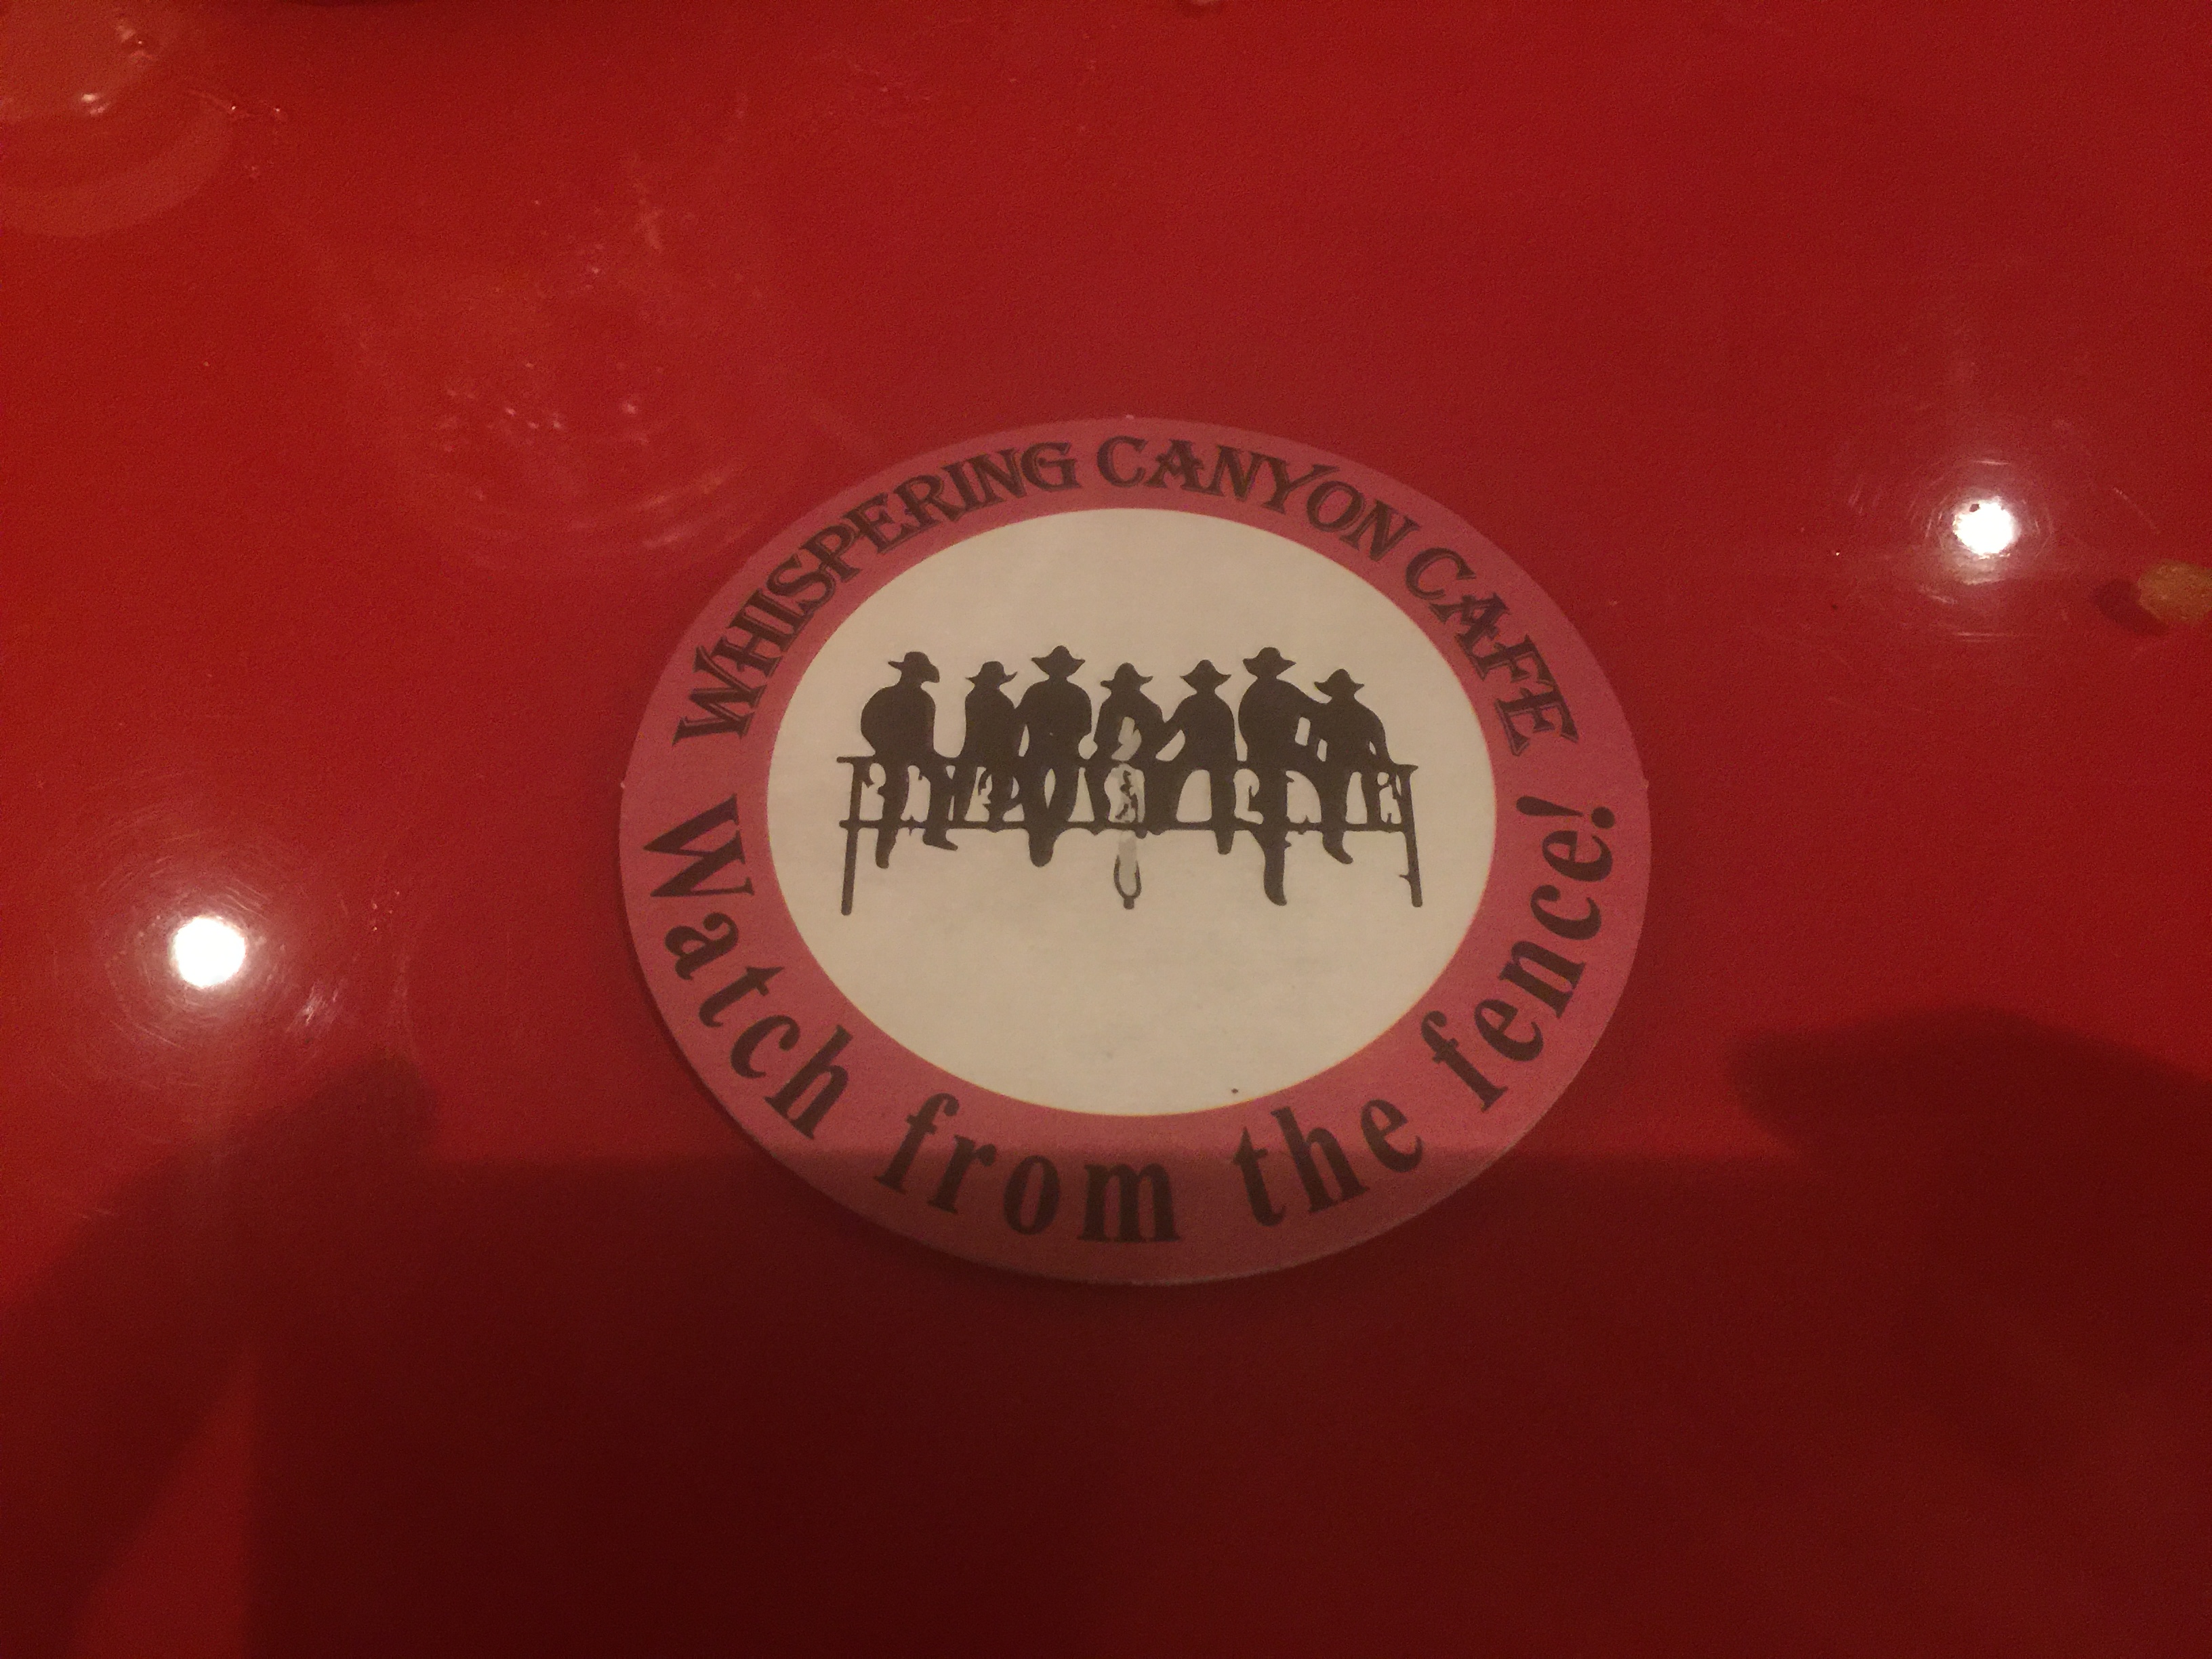 WHISPERING CANYON CAFE
Watch from the fence!